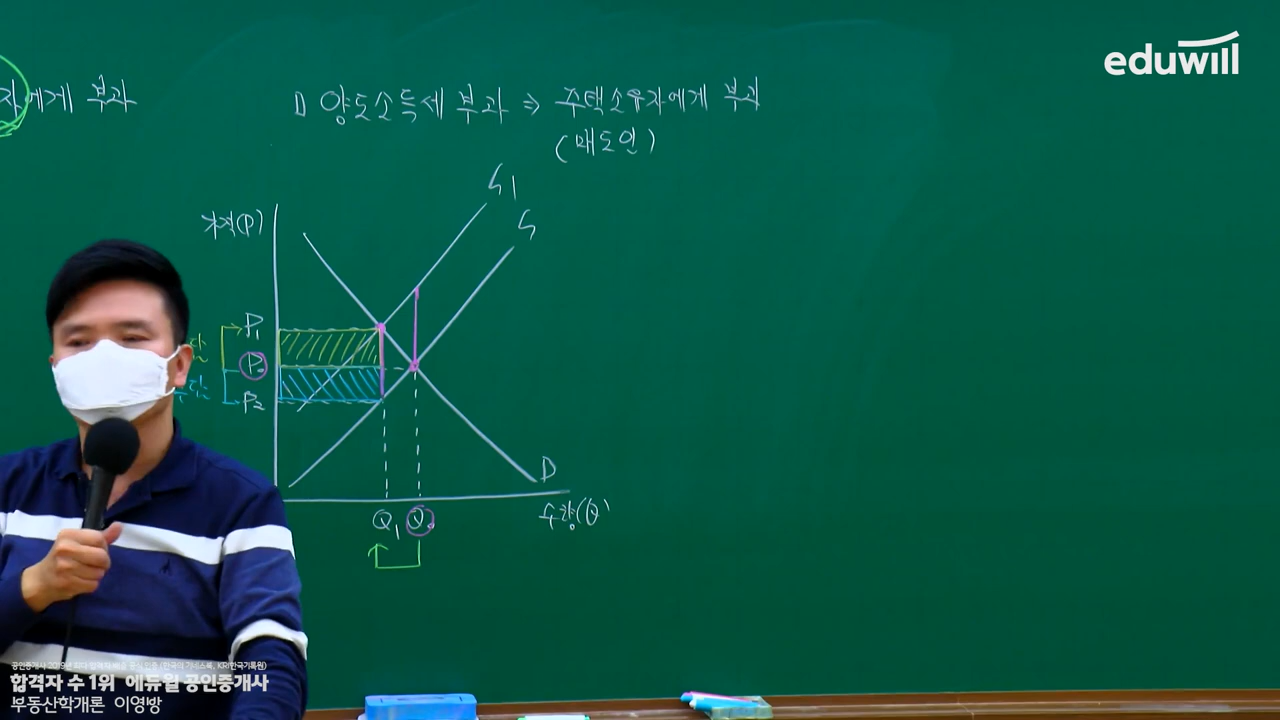 eduwill
자에게 부과
① 양도소득세 부과 ⇒ 주택소유자에게 부과
(매도인)
S1
S
가격(P)
P1
P0
P2
D
Q1 Q0
수량(Q)
합격자 수 1위 에듀윌 공인중개사
부동산학개론 이영방